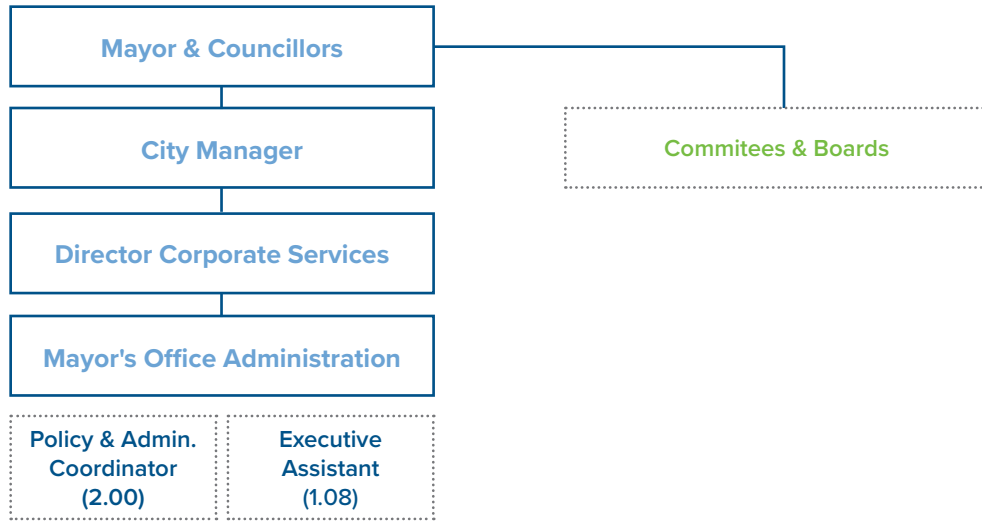 Mayor & Councillors
City Manager
Commitees & Boards
Director Corporate Services
Mayor's Office Administration
Policy & Admin.
Coordinator
(2.00)
Executive
Assistant
(1.08)